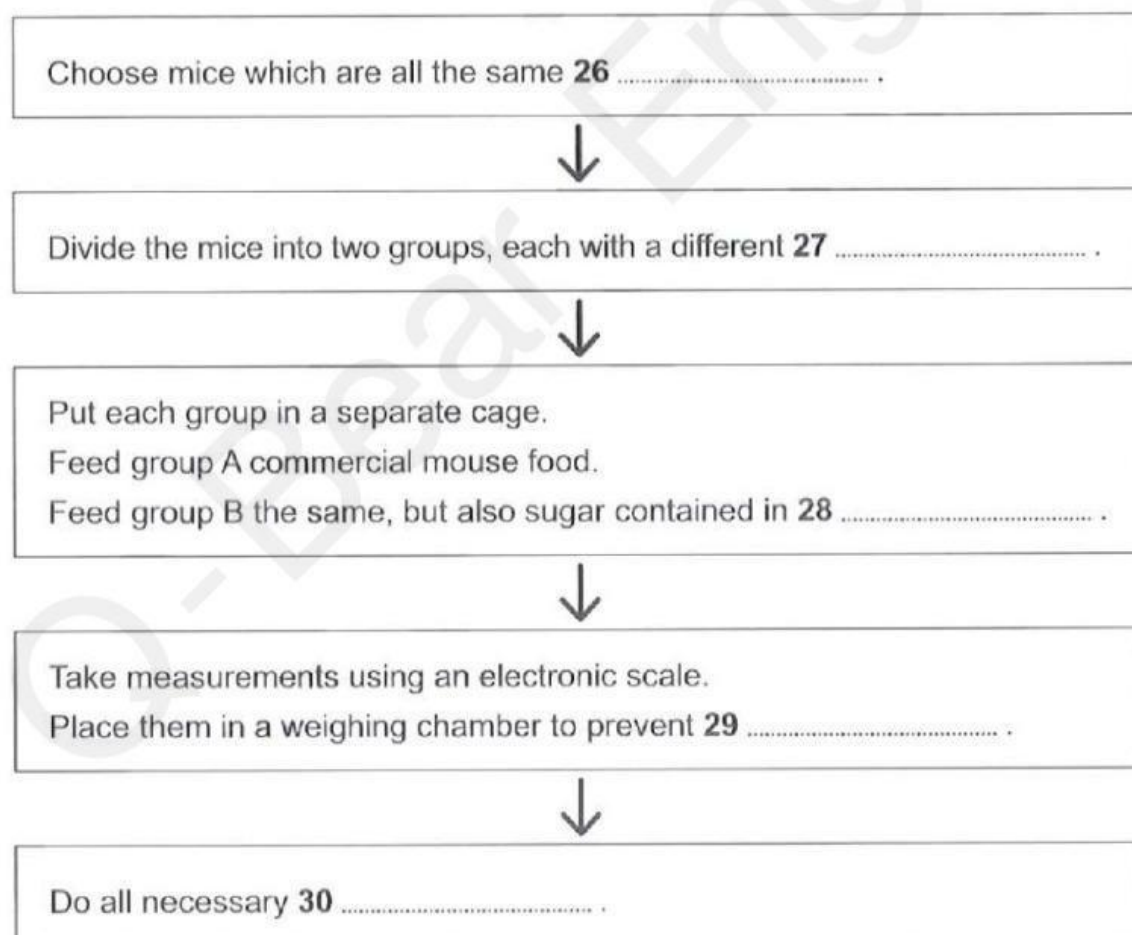 Choose mice which are all the same 26 .................................... .
Divide the mice into two groups, each with a different 27 .................................... .
Put each group in a separate cage.
Feed group A commercial mouse food.
Feed group B the same, but also sugar contained in 28 .................................... .
Take measurements using an electronic scale.
Place them in a weighing chamber to prevent 29 .................................... .
Do all necessary 30 .................................... .
Q - Bear Eng